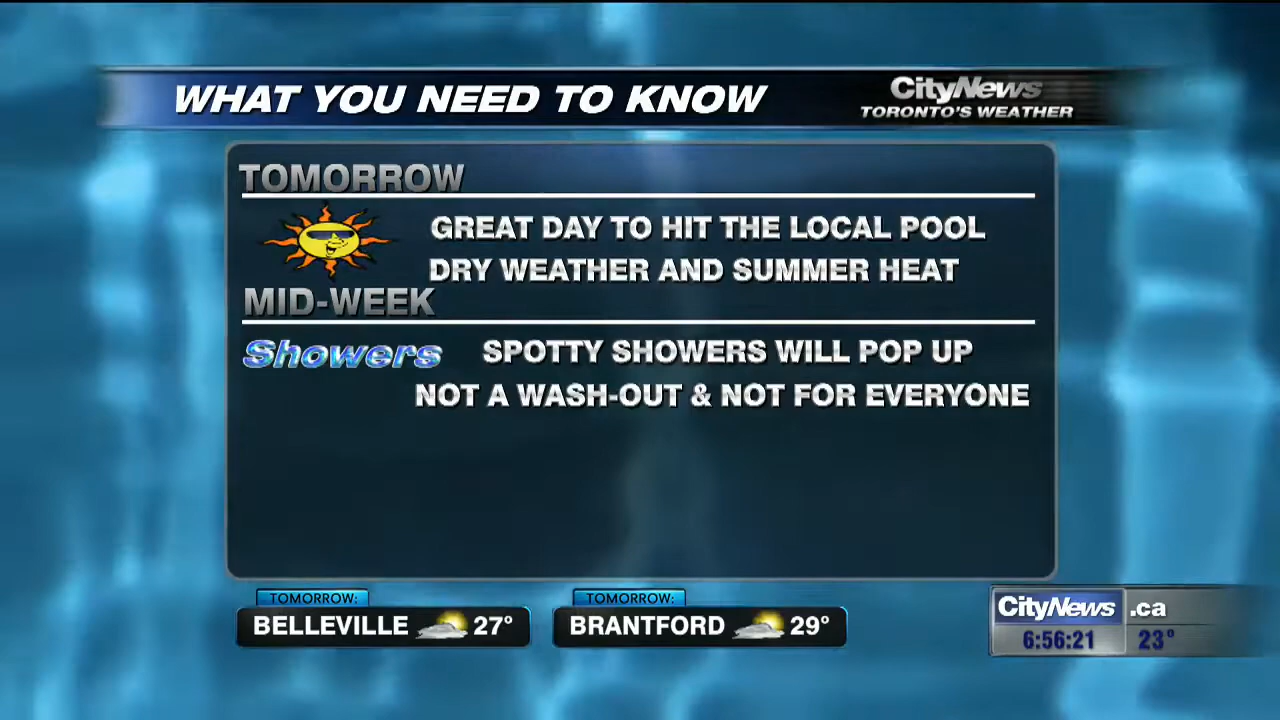 WHAT YOU NEED TO KNOW
CityNews
TORONTO'S WEATHER
TOMORROW
GREAT DAY TO HIT THE LOCAL POOL
DRY WEATHER AND SUMMER HEAT
MID-WEEK
Showers
SPOTTY SHOWERS WILL POP UP
NOT A WASH-OUT & NOT FOR EVERYONE
TOMORROW:
BELLEVILLE 27°
TOMORROW:
BRANTFORD 29°
CityNews .ca
6:56:21 23°